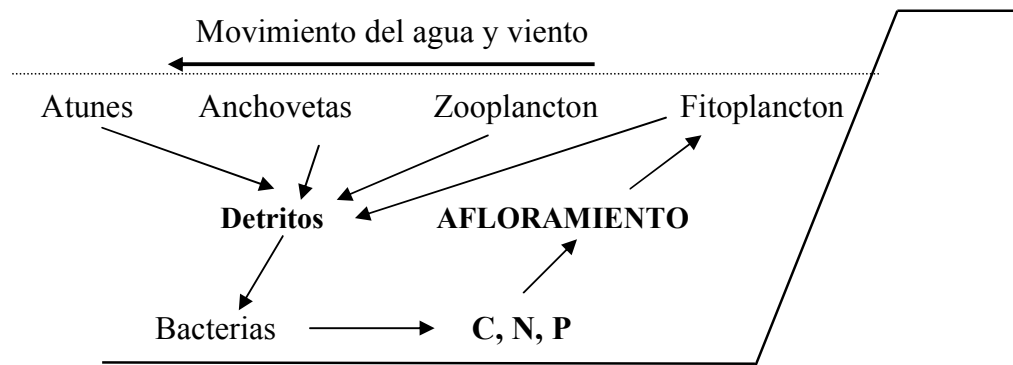 Movimiento del agua y viento
Atunes Anchovetas Zooplancton Fitoplancton
Detritos AFLORAMIENTO
Bacterias C, N, P